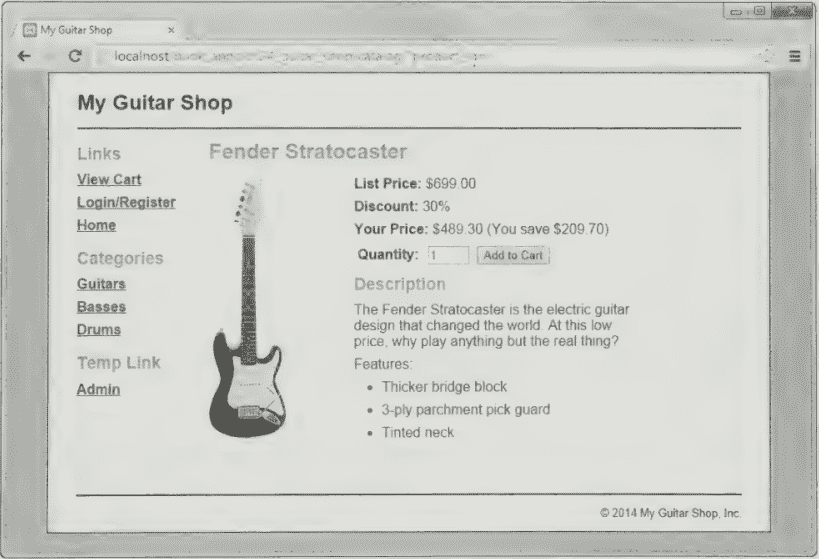 My Guitar Shop
localhost
My Guitar Shop
Links
View Cart
Login/Register
Home
Categories
Guitars
Basses
Drums
Temp Link
Admin
Fender Stratocaster
List Price: $699.00
Discount: 30%
Your Price: $489.30 (You save $209.70)
Quantity: 1 Add to Cart
Description
The Fender Stratocaster is the electric guitar
design that changed the world. At this low
price, why play anything but the real thing?
Features:
• Thicker bridge block
• 3-ply parchment pick guard
• Tinted neck
© 2014 My Guitar Shop, Inc.